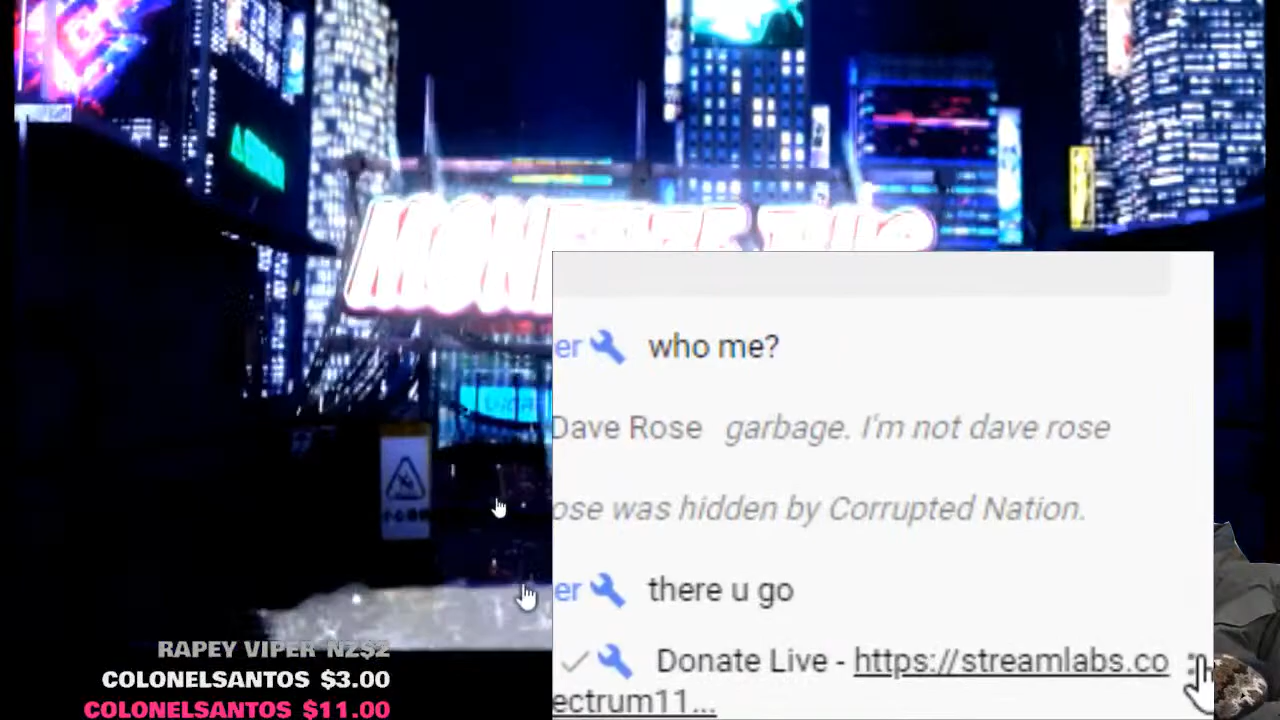 who me?
er
Dave Rose garbage. I'm not dave rose
ose was hidden by Corrupted Nation.
er there u go
Donate Live - https://streamlabs.co
ectrum11...
RAPEY VIPER NZ$2
COLONELSANTOS $3.00
COLONELSANTOS $11.00